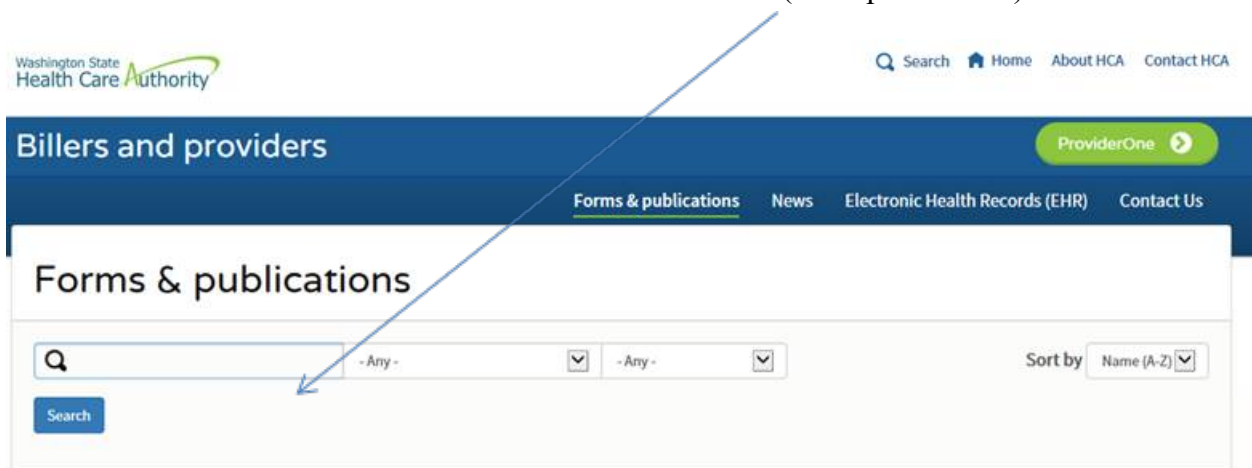 Washington State
Health Care Authority
Search Home About HCA Contact HCA
Billers and providers
ProviderOne
Forms & publications News Electronic Health Records (EHR) Contact Us
Forms & publications
- Any -
- Any -
Sort by Name (A-Z)
Search